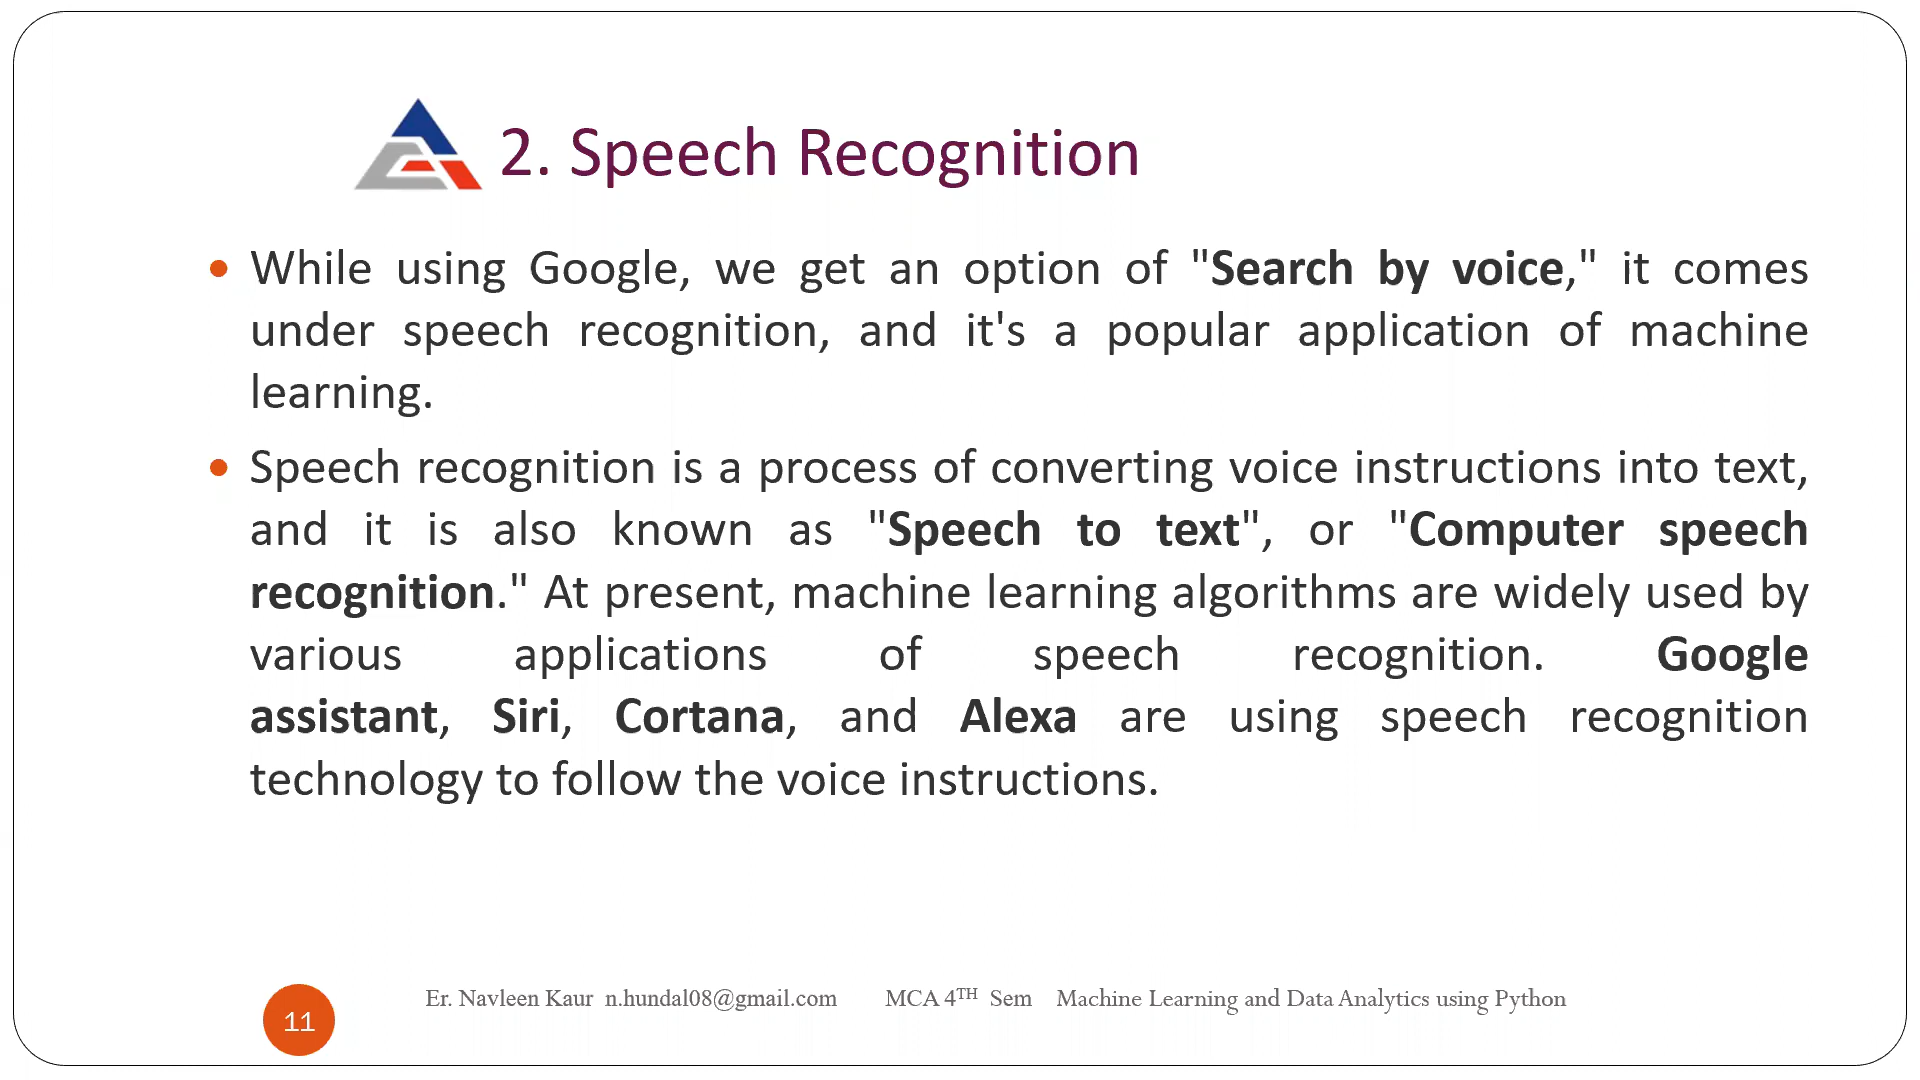 2. Speech Recognition
While using Google, we get an option of "Search by voice," it comes
under speech recognition, and it's a popular application of machine
learning.
Speech recognition is a process of converting voice instructions into text,
and it is also known as "Speech to text", or "Computer speech
recognition." At present, machine learning algorithms are widely used by
various applications of speech recognition. Google
assistant, Siri, Cortana, and Alexa are using speech recognition
technology to follow the voice instructions.
11 Er. Navleen Kaur n.hundal08@gmail.com MCA 4TH Sem Machine Learning and Data Analytics using Python